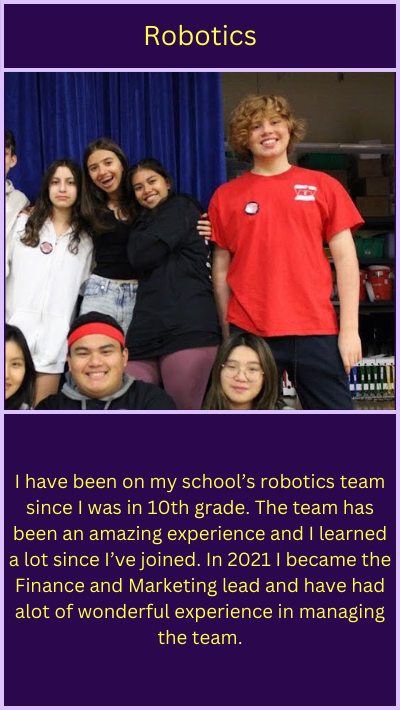 Robotics
I have been on my school’s robotics team
since I was in 10th grade. The team has
been an amazing experience and I learned
a lot since I’ve joined. In 2021 I became the
Finance and Marketing lead and have had
alot of wonderful experience in managing
the team.